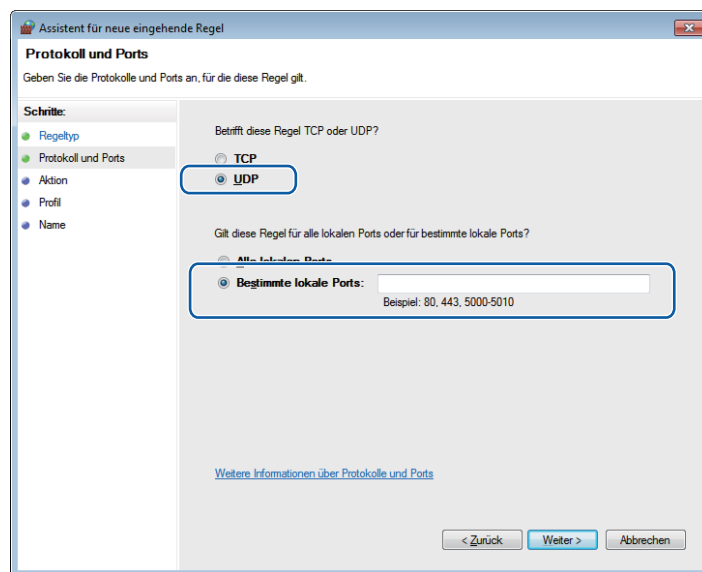 Assistent für neue eingehende Regel
Protokoll und Ports
Geben Sie die Protokolle und Ports an, für die diese Regel gilt.
Schritte:
Regeltyp
Protokoll und Ports
Aktion
Profil
Name
Betrifft diese Regel TCP oder UDP?
TCP
UDP
Gilt diese Regel für alle lokalen Ports oder für bestimmte lokale Ports?
Alle lokalen Ports
Bestimmte lokale Ports:
Beispiel: 80, 443, 5000-5010
Weitere Informationen über Protokolle und Ports
< Zurück
Weiter >
Abbrechen